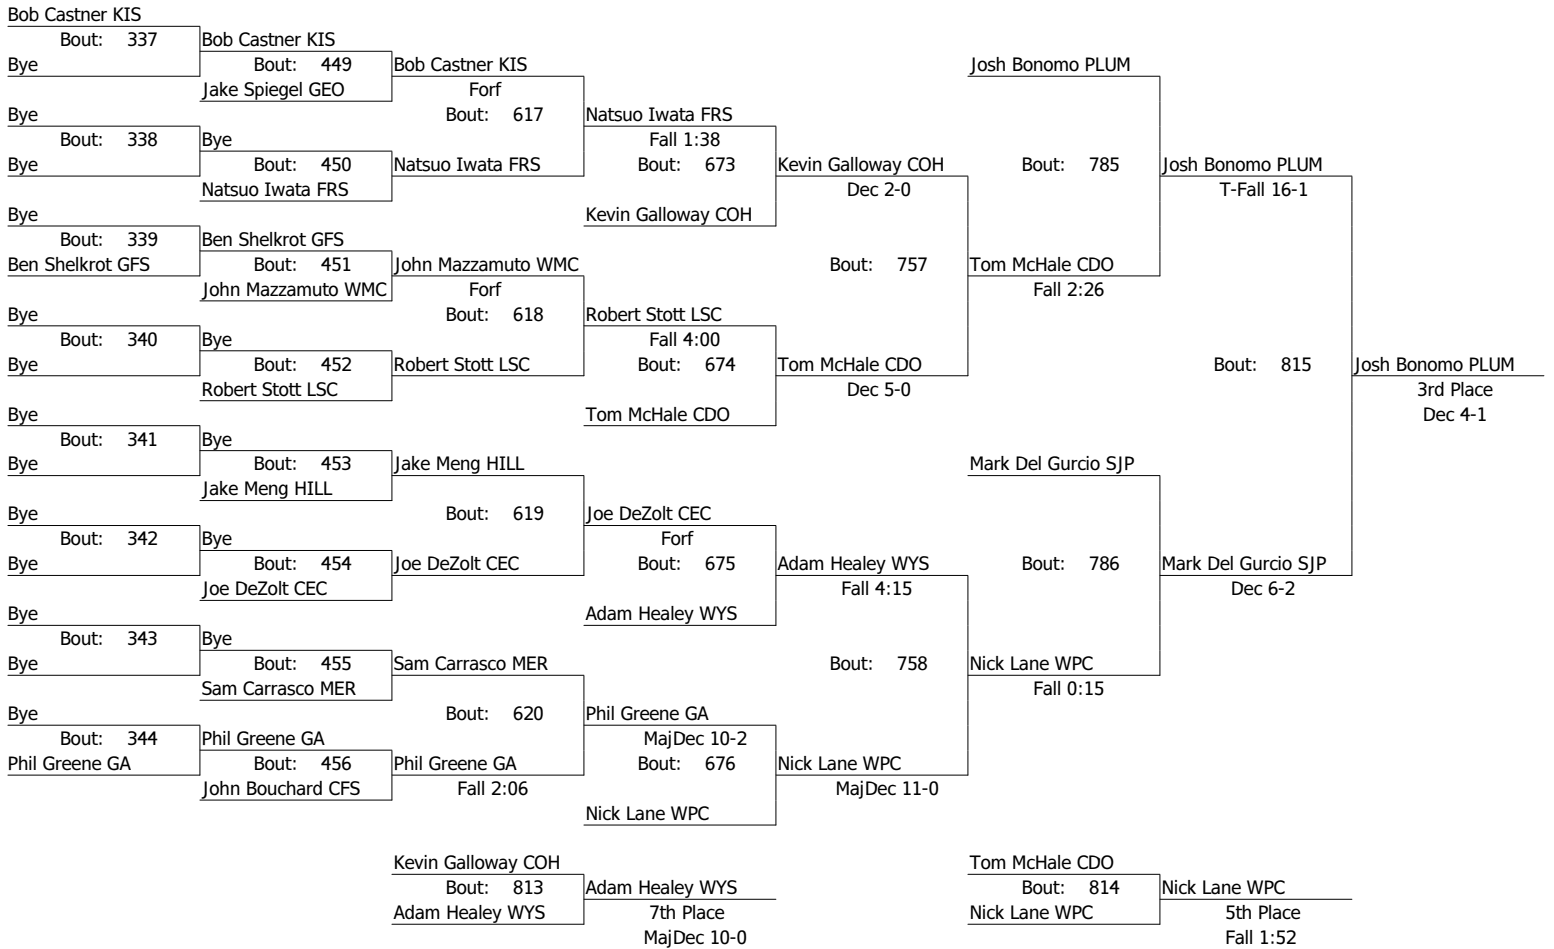 Bob Castner KIS
Bout: 337
Bob Castner KIS
Bye
Bout: 449
Bob Castner KIS
Josh Bonomo PLUM
Jake Spiegel GEO
Forf
Bye
Bout: 617
Natsuo Iwata FRS
Bout: 338
Bye
Fall 1:38
Bye
Bout: 450
Natsuo Iwata FRS
Bout: 673
Kevin Galloway COH
Bout: 785
Josh Bonomo PLUM
Natsuo Iwata FRS
Dec 2-0
T-Fall 16-1
Bye
Kevin Galloway COH
Bout: 339
Ben Shelkrot GFS
Ben Shelkrot GFS
Bout: 451
John Mazzamuto WMC
Bout: 757
Tom McHale CDO
John Mazzamuto WMC
Forf
Fall 2:26
Bye
Bout: 618
Robert Stott LSC
Bout: 340
Bye
Fall 4:00
Bye
Bout: 452
Robert Stott LSC
Bout: 674
Tom McHale CDO
Bout: 815
Josh Bonomo PLUM
Robert Stott LSC
Dec 5-0
3rd Place
Bye
Tom McHale CDO
Dec 4-1
Bout: 341
Bye
Bye
Bout: 453
Jake Meng HILL
Mark Del Gurcio SJP
Jake Meng HILL
Bye
Bout: 619
Joe DeZolt CEC
Bout: 342
Bye
Forf
Bye
Bout: 454
Joe DeZolt CEC
Bout: 675
Adam Healey WYS
Bout: 786
Mark Del Gurcio SJP
Joe DeZolt CEC
Fall 4:15
Dec 6-2
Bye
Adam Healey WYS
Bout: 343
Bye
Bye
Bout: 455
Sam Carrasco MER
Bout: 758
Nick Lane WPC
Sam Carrasco MER
Fall 0:15
Bye
Bout: 620
Phil Greene GA
Bout: 344
Phil Greene GA
MajDec 10-2
Phil Greene GA
Bout: 456
Phil Greene GA
Bout: 676
Nick Lane WPC
John Bouchard CFS
Fall 2:06
MajDec 11-0
Nick Lane WPC
Kevin Galloway COH
Tom McHale CDO
Bout: 813
Adam Healey WYS
Bout: 814
Nick Lane WPC
Adam Healey WYS
7th Place
Nick Lane WPC
5th Place
MajDec 10-0
Fall 1:52